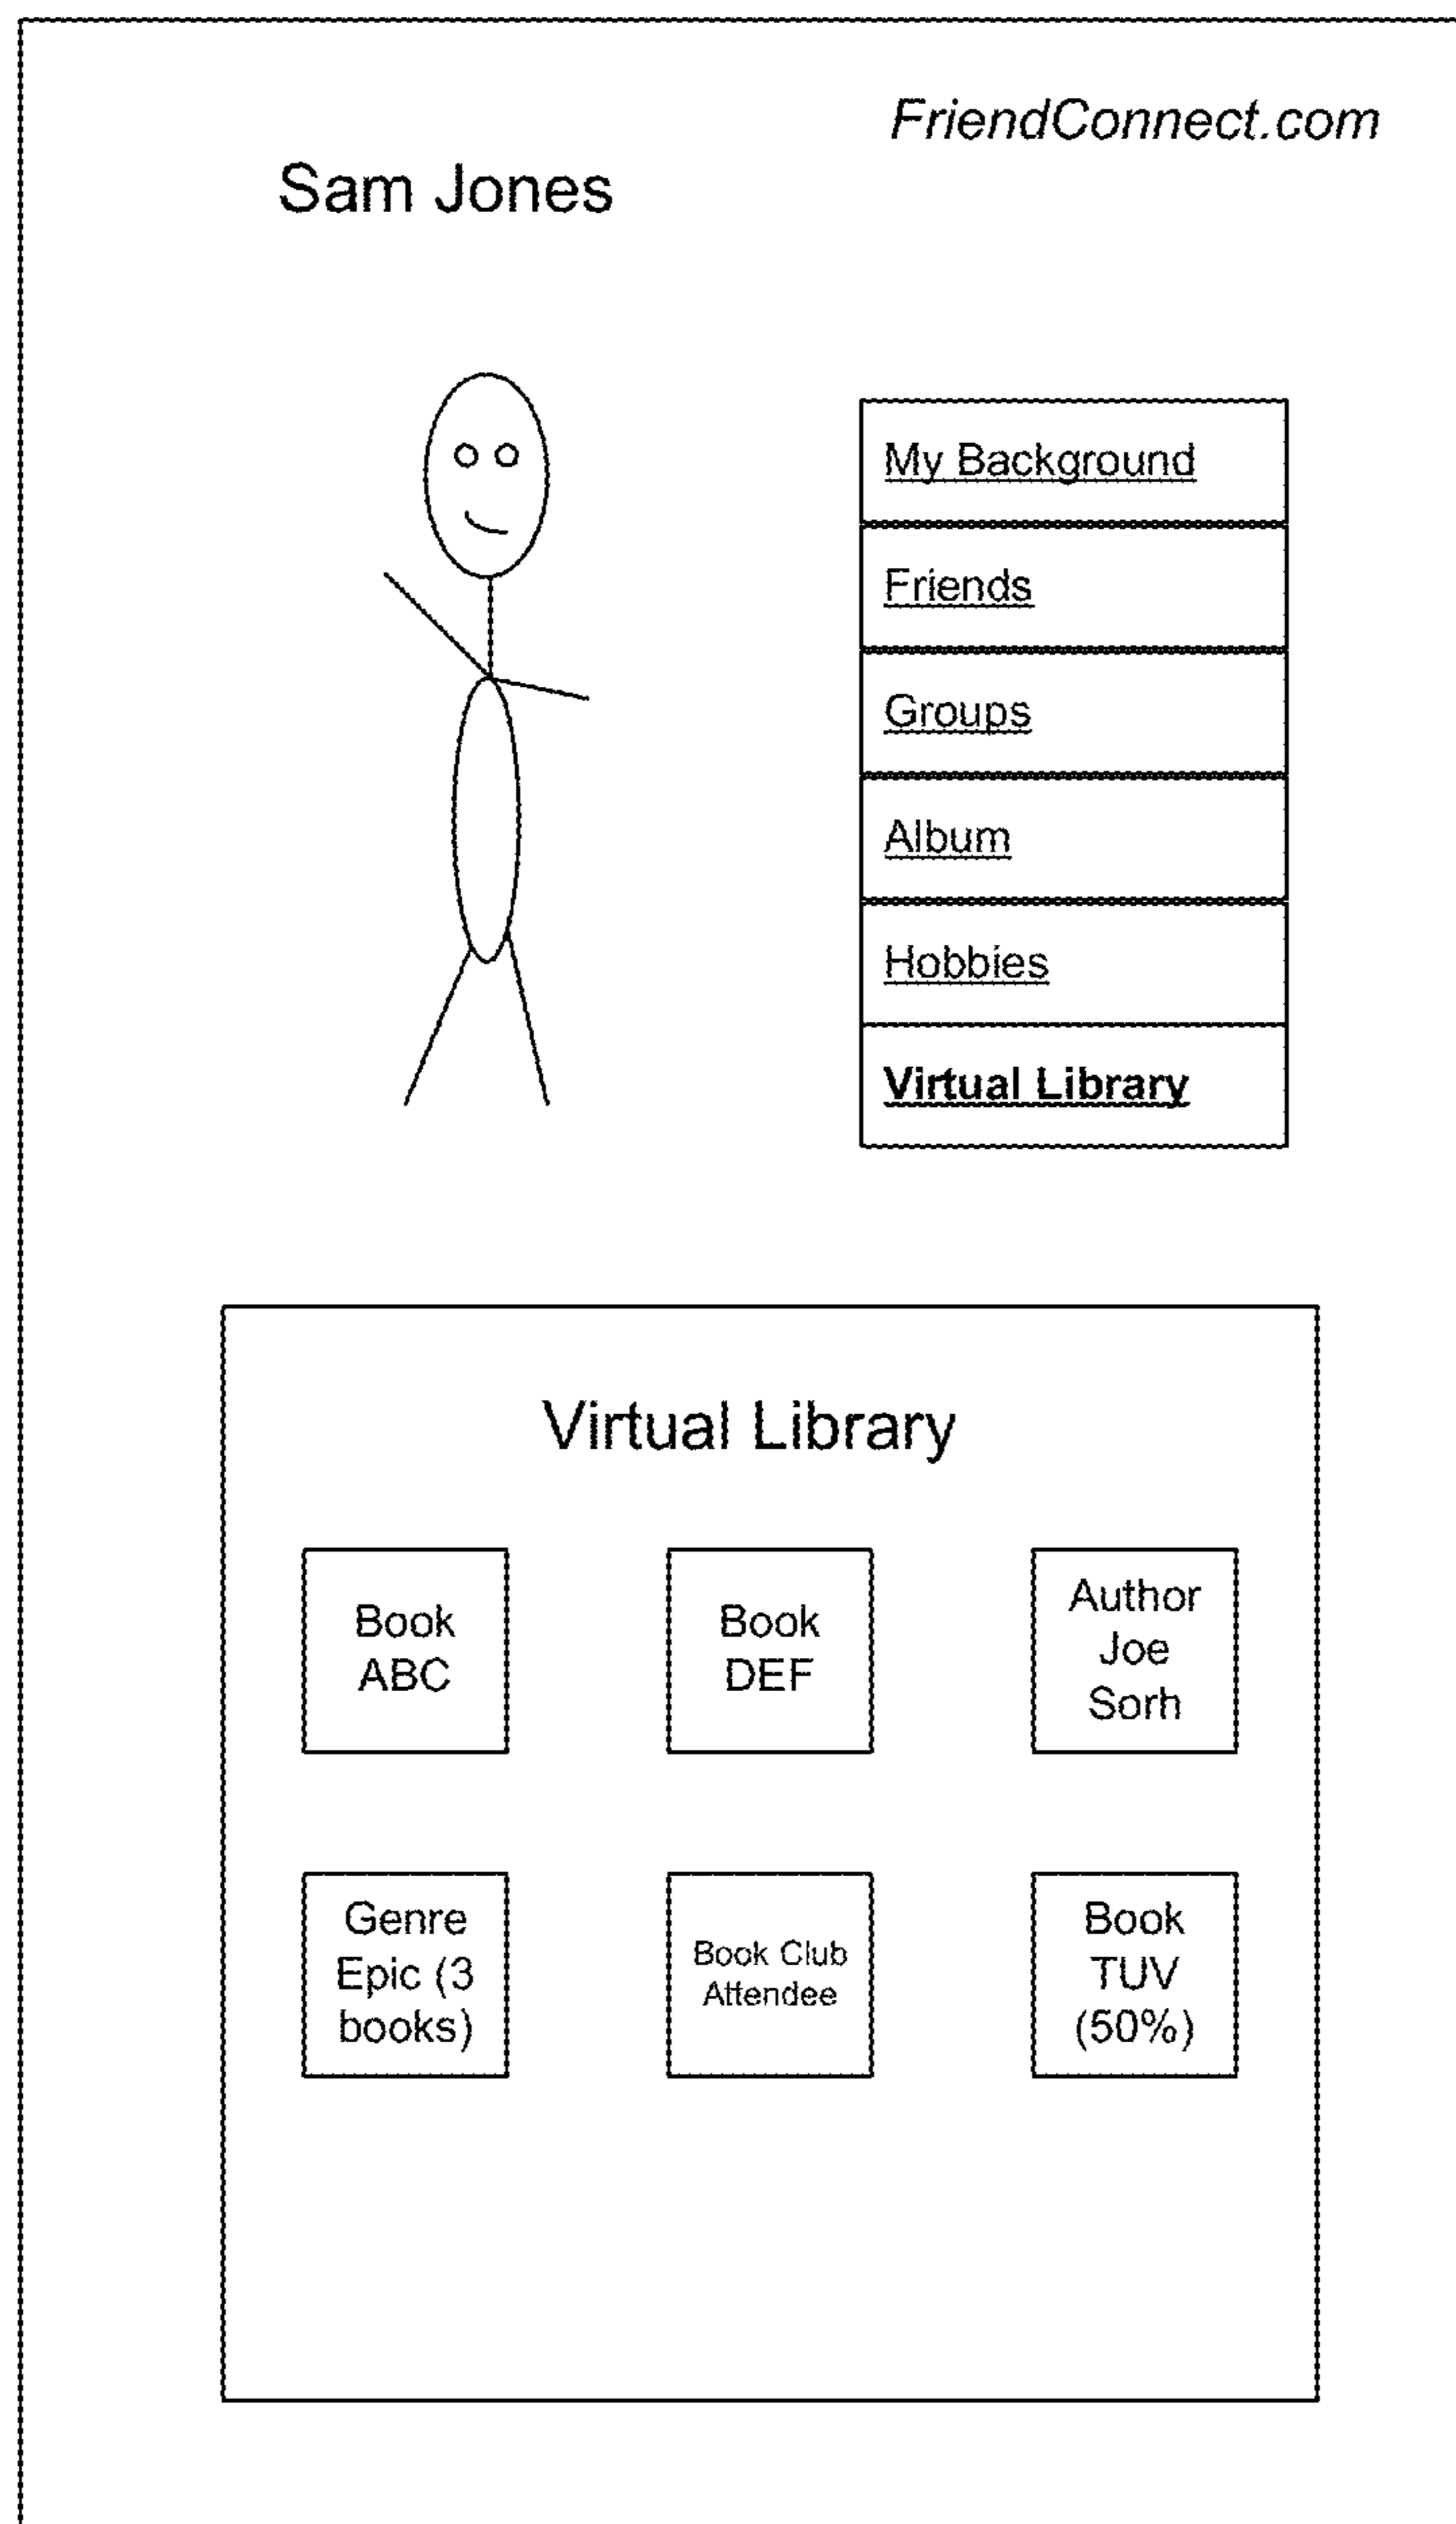 FriendConnect.com
Sam Jones
My Background
Friends
Groups
Album
Hobbies
Virtual Library
Virtual Library
Book
ABC
Book
DEF
Author
Joe
Sorh
Genre
Epic (3
books)
Book Club
Attendee
Book
TUV
(50%)